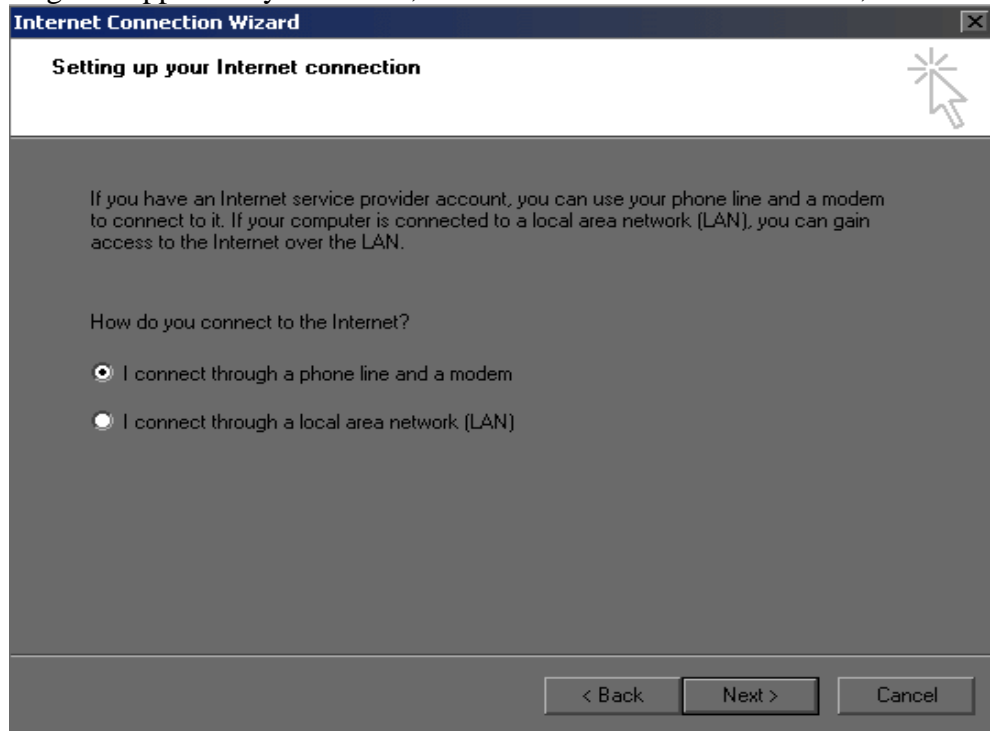 Internet Connection Wizard
Setting up your Internet connection
If you have an Internet service provider account, you can use your phone line and a modem
to connect to it. If your computer is connected to a local area network (LAN), you can gain
access to the Internet over the LAN.
How do you connect to the Internet?
I connect through a phone line and a modem
I connect through a local area network (LAN)
< Back Next > Cancel